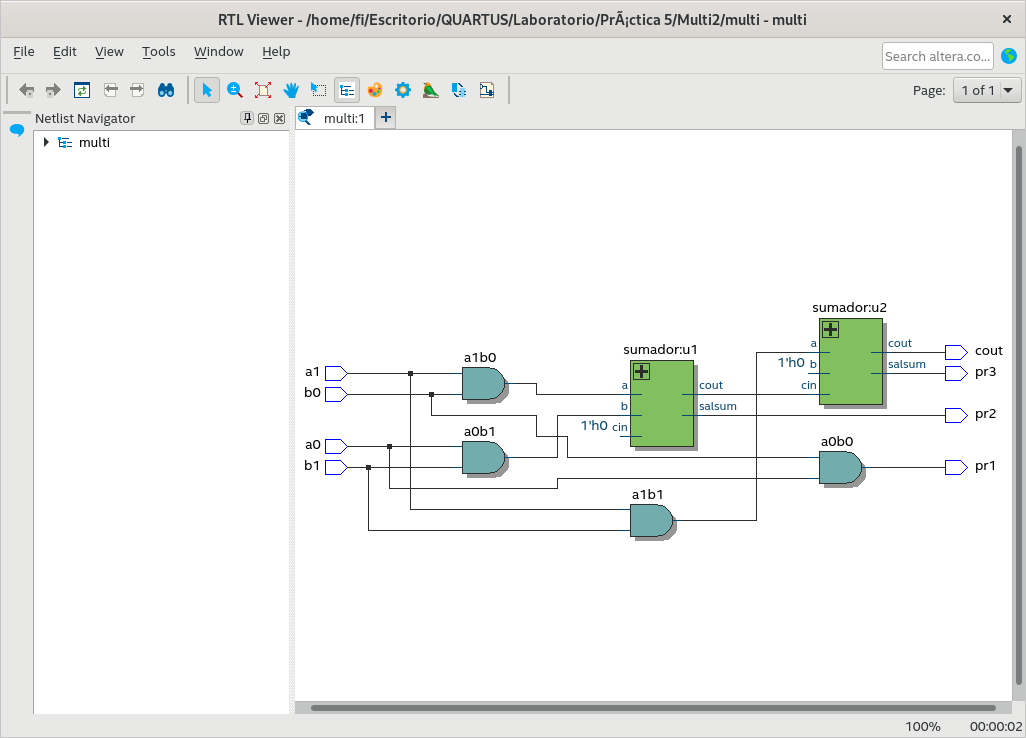 RTL Viewer - /home/fi/Escritorio/QUARTUS/Laboratorio/PrÃ¡ctica 5/Multi2/multi - multi
File Edit View Tools Window Help
Search altera.co...
Page: 1 of 1
Netlist Navigator
multi:1
multi
sumador:u2
sumador:u1
a cout
1'h0 b salsum
cin
cout
pr3
a1b0
a1
b0
a cout
b salsum
1'h0 cin
pr2
a0b1
a0
b1
a0b0
pr1
a1b1
100% 00:00:02